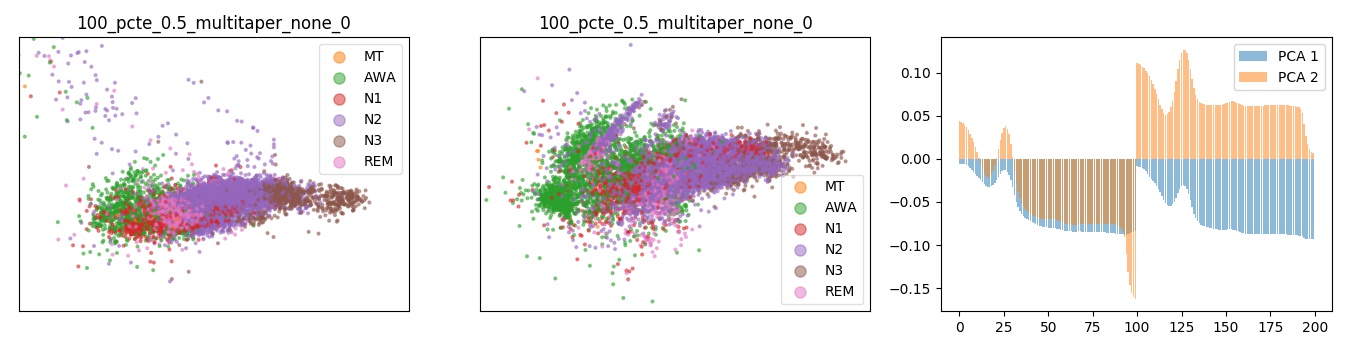 100_pcte_0.5_multitaper_none_0
MT
AWA
N1
N2
N3
REM
100_pcte_0.5_multitaper_none_0
MT
AWA
N1
N2
N3
REM
PCA 1
PCA 2
0.10
0.05
0.00
−0.05
−0.10
−0.15
0 25 50 75 100 125 150 175 200